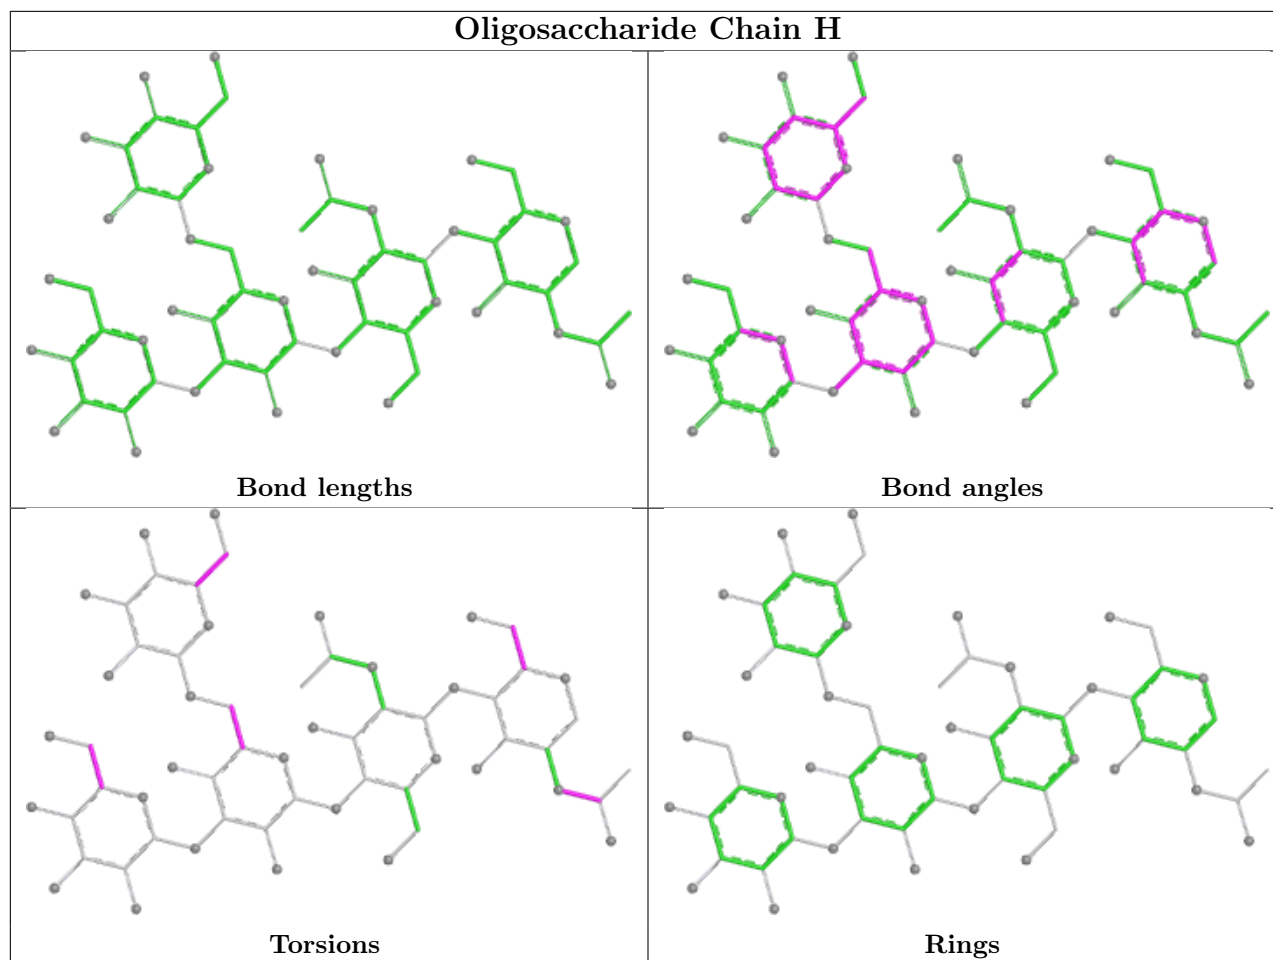 Oligosaccharide Chain H
Bond lengths
Bond angles
Torsions
Rings